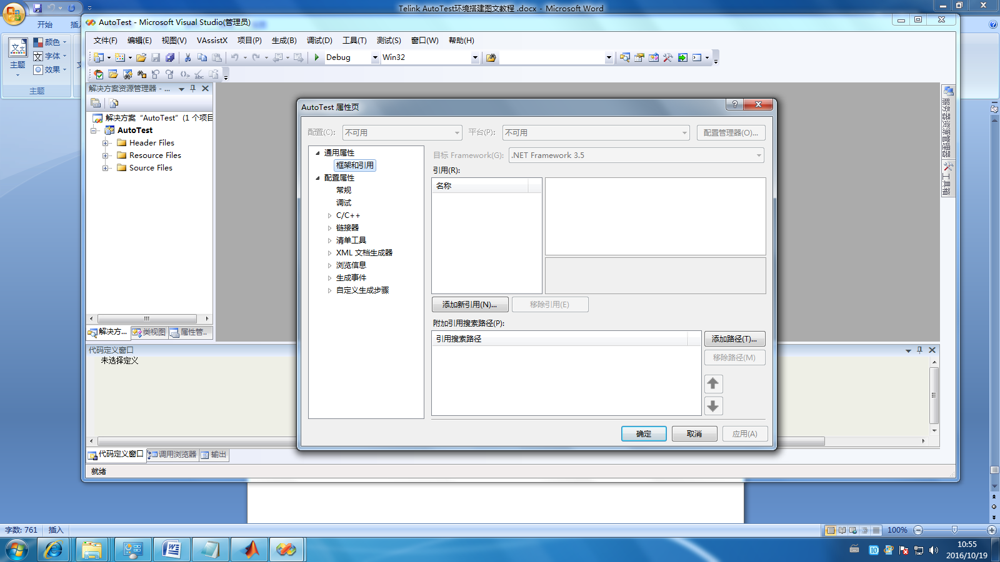 Telink AutoTest环境搭建图文教程 .docx - Microsoft Word
开始
插入
颜色
字体
效果
主题
主题
AutoTest - Microsoft Visual Studio(管理员)
文件(F) 编辑(E) 视图(V) VAssistX 项目(P) 生成(B) 调试(D) 工具(T) 测试(S) 窗口(W) 帮助(H)
Debug Win32
解决方案资源管理器 - ...
解决方案 "AutoTest" (1 个项目
AutoTest
Header Files
Resource Files
Source Files
解决方... 类视图 属性管...
服务器资源管理器
工具箱
AutoTest 属性页
配置(C): 不可用 平台(P): 不可用 配置管理器(O)...
通用属性
框架和引用
配置属性
常规
调试
C/C++
链接器
清单工具
XML 文档生成器
浏览信息
生成事件
自定义生成步骤
目标 Framework(G): .NET Framework 3.5
引用(R):
名称
添加新引用(N)... 移除引用(E)
附加引用搜索路径(P):
引用搜索路径
添加路径(T)...
移除路径(M)
确定 取消 应用(A)
代码定义窗口
未选择定义
代码定义窗口 调用浏览器 输出
就绪
字数: 761 插入
100%
10:55
2016/10/19